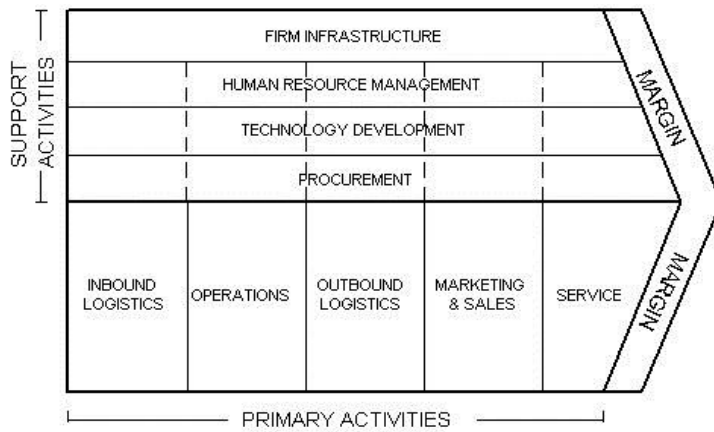 SUPPORT
ACTIVITIES
FIRM INFRASTRUCTURE
HUMAN RESOURCE MANAGEMENT
TECHNOLOGY DEVELOPMENT
PROCUREMENT
MARGIN
INBOUND
LOGISTICS
OPERATIONS
OUTBOUND
LOGISTICS
MARKETING
& SALES
SERVICE
MARGIN
PRIMARY ACTIVITIES